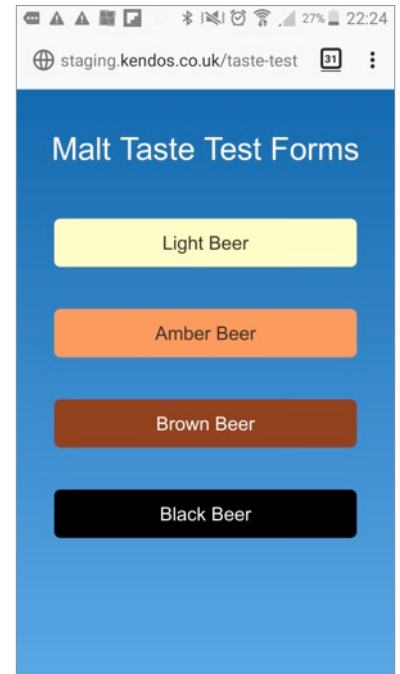 27% 22:24
staging.kendos.co.uk/taste-test 31
Malt Taste Test Forms
Light Beer
Amber Beer
Brown Beer
Black Beer